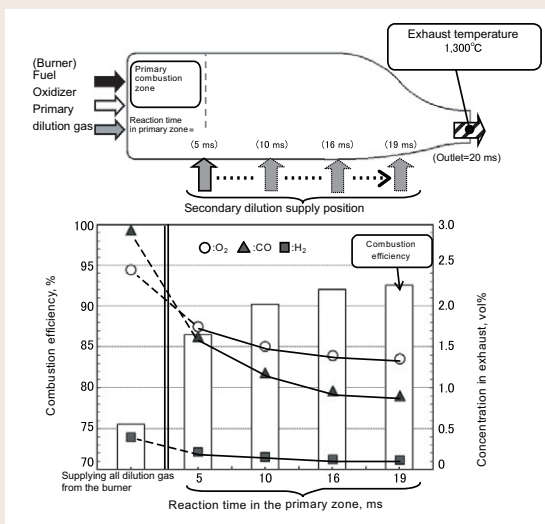 Exhaust temperature
1,300℃
(Burner)
Fuel
Oxidizer
Primary
dilution gas
Primary
combustion
zone
Reaction time
in primary zone=
(5 ms)
(10 ms)
(16 ms)
(19 ms)
(Outlet=20 ms)
Secondary dilution supply position
Combustion efficiency, %
100
95
90
85
80
75
70
:O₂
:CO
:H₂
Combustion
efficiency
3.0
2.5
2.0
1.5
1.0
0.5
0
Concentration in exhaust, vol%
Supplying all dilution gas
from the burner
5
10
16
19
Reaction time in the primary zone, ms